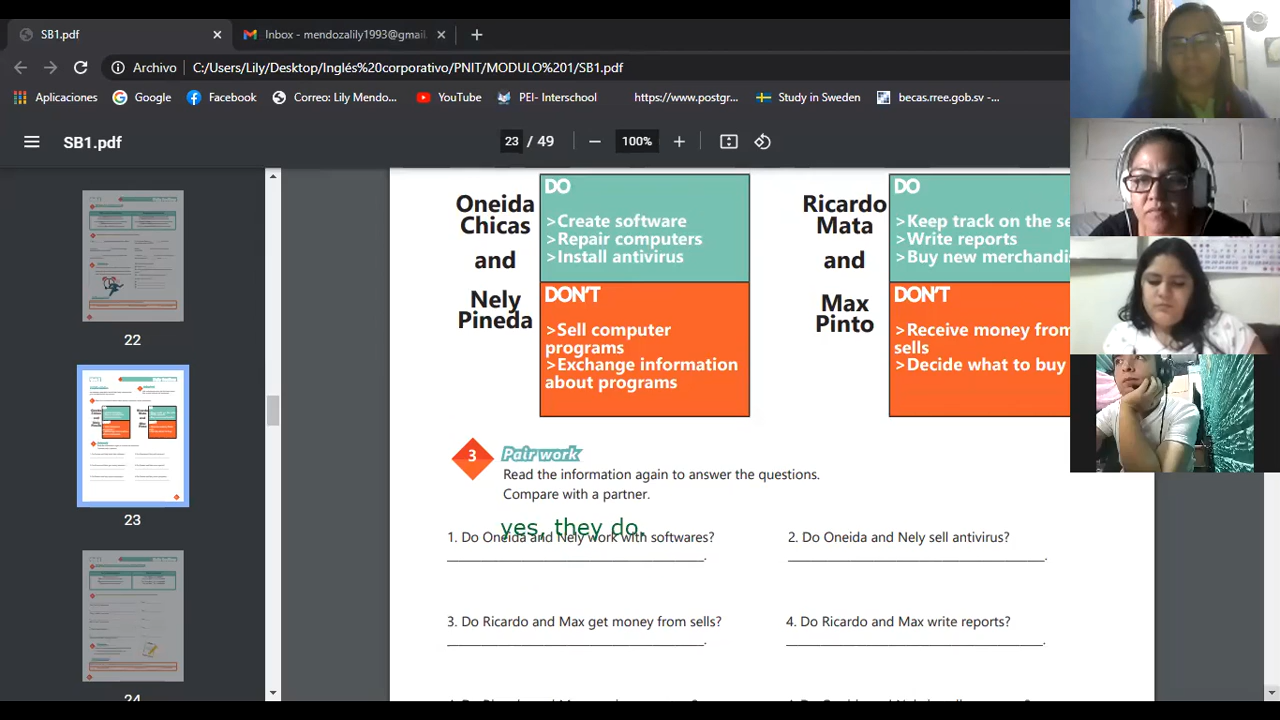 SB1.pdf
Inbox - mendozalily1993@gmail.
Archivo C:/Users/Lily/Desktop/Inglés%20corporativo/PNIT/MODULO%201/SB1.pdf
Aplicaciones Google Facebook Correo: Lily Mendo... YouTube PEI- Interschool https://www.postgr... Study in Sweden becas.rree.gob.sv -...
SB1.pdf 23 / 49 100%
22
23
24
Oneida
Chicas
and
Nely
Pineda
DO
>Create software
>Repair computers
>Install antivirus
DON'T
>Sell computer
programs
>Exchange information
about programs
Ricardo
Mata
and
Max
Pinto
DO
>Keep track on the se
>Write reports
>Buy new merchandi
DON'T
>Receive money from
sells
>Decide what to buy
3 Pair work
Read the information again to answer the questions.
Compare with a partner.
yes, they do.
1. Do Oneida and Nely work with softwares?
2. Do Oneida and Nely sell antivirus?
3. Do Ricardo and Max get money from sells?
4. Do Ricardo and Max write reports?